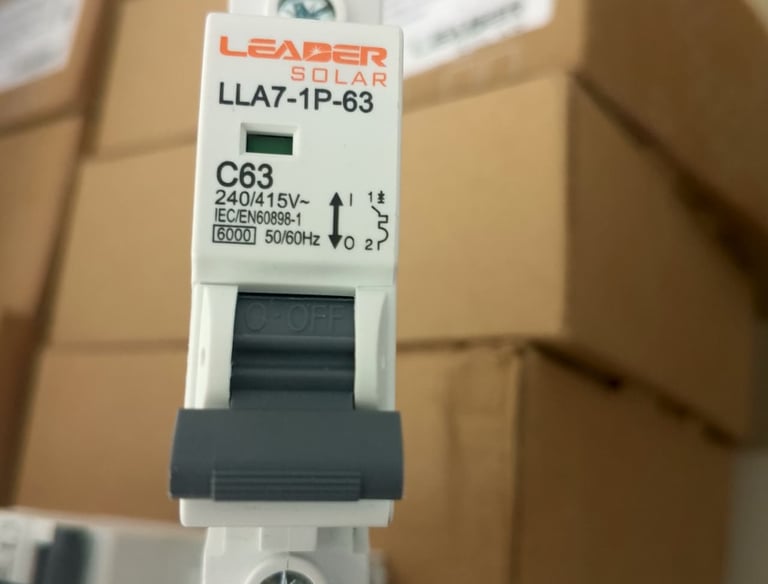 LEADER
SOLAR
LLA7-1P-63
C63
240/415V~
IEC/EN60898-1
6000 50/60Hz
I
O
1
2
O OFF